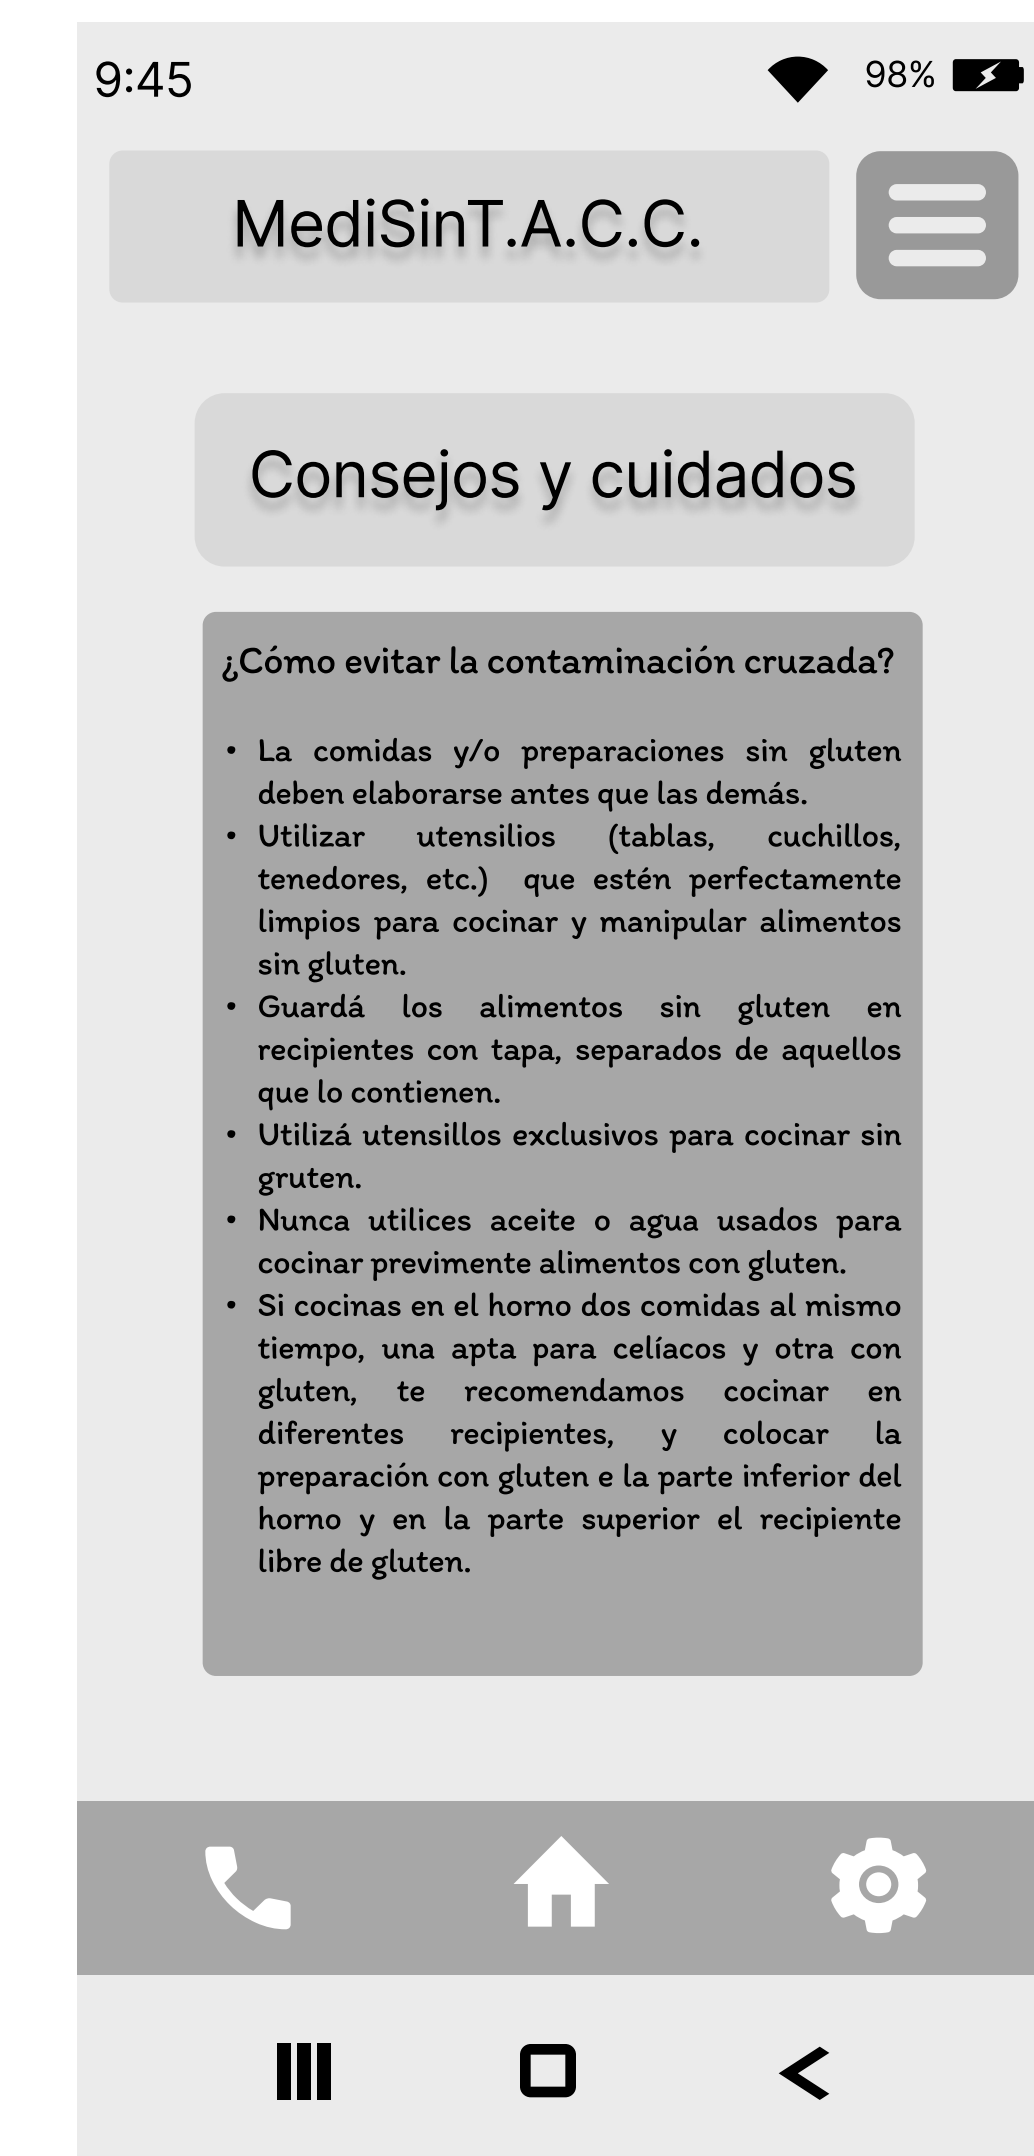 9:45
98%
MediSinT.A.C.C.
Consejos y cuidados
¿Cómo evitar la contaminación cruzada?
• La comidas y/o preparaciones sin gluten
deben elaborarse antes que las demás.
• Utilizar utensilios (tablas, cuchillos,
tenedores, etc.) que estén perfectamente
limpios para cocinar y manipular alimentos
sin gluten.
• Guardá los alimentos sin gluten en
recipientes con tapa, separados de aquellos
que lo contienen.
• Utilizá utensillos exclusivos para cocinar sin
gruten.
• Nunca utilices aceite o agua usados para
cocinar previmente alimentos con gluten.
• Si cocinas en el horno dos comidas al mismo
tiempo, una apta para celíacos y otra con
gluten, te recomendamos cocinar en
diferentes recipientes, y colocar la
preparación con gluten e la parte inferior del
horno y en la parte superior el recipiente
libre de gluten.